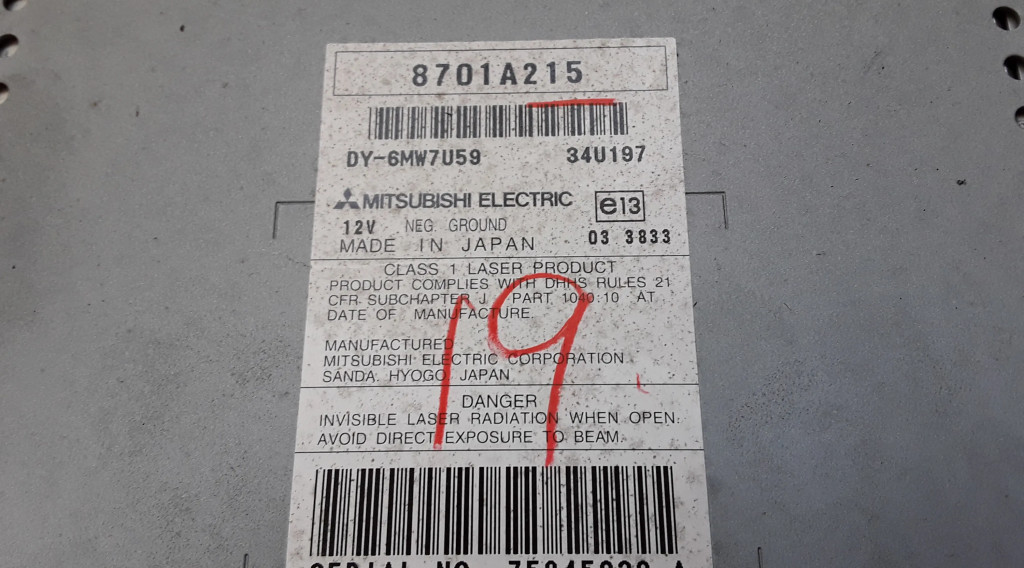 8701A215
DY-6MW7U59 34U197
MITSUBISHI ELECTRIC e13
12V NEG. GROUND
MADE IN JAPAN 03 3833
CLASS 1 LASER PRODUCT
PRODUCT COMPLIES WITH DHHS RULES 21
CFR SUBCHAPTER J, PART 1040:10 AT
DATE OF MANUFACTURE.
19
MANUFACTURED
MITSUBISHI ELECTRIC CORPORATION
SANDA, HYOGO, JAPAN
DANGER
INVISIBLE LASER RADIATION WHEN OPEN.
AVOID DIRECT EXPOSURE TO BEAM.
SERIAL NO.